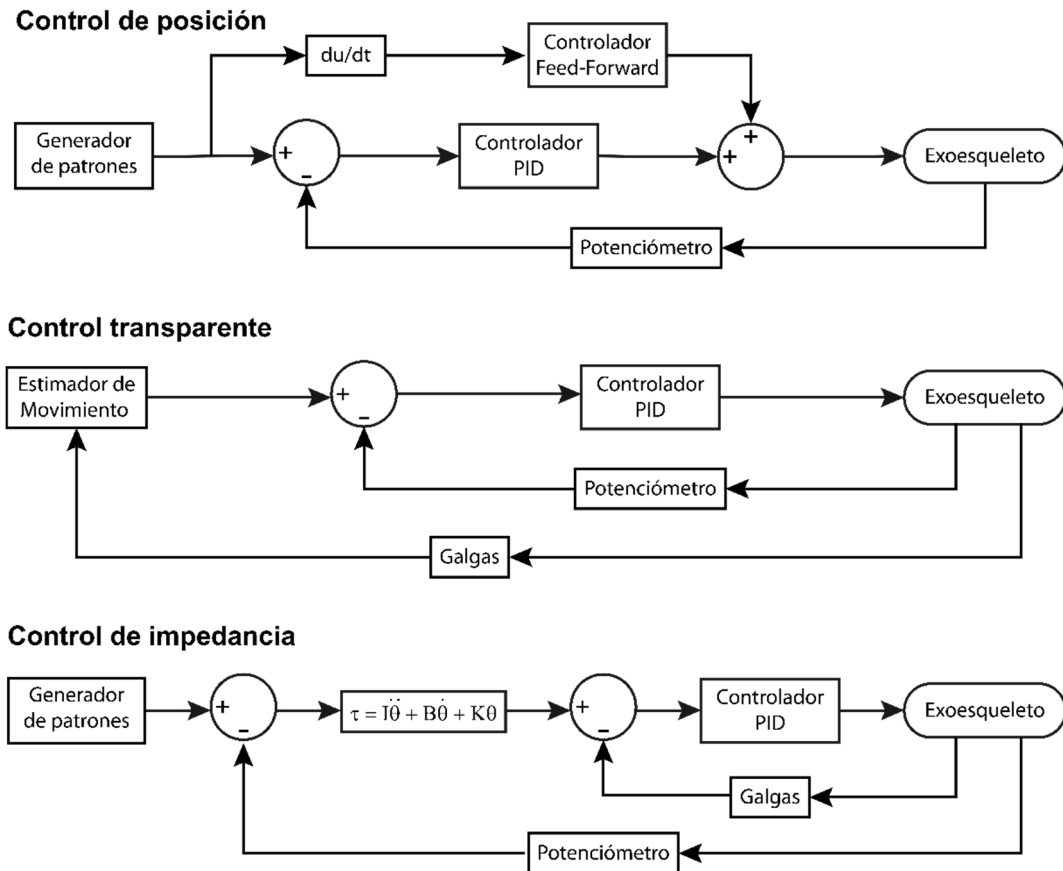 Control de posición
du/dt
Controlador
Feed-Forward
Generador
de patrones
+
-
Controlador
PID
+
+
Exoesqueleto
Potenciómetro
Control transparente
Estimador de
Movimiento
+
-
Controlador
PID
Exoesqueleto
Potenciómetro
Galgas
Control de impedancia
Generador
de patrones
+
-
τ = Iθ̈ + Bθ̇ + Kθ
+
-
Controlador
PID
Exoesqueleto
Galgas
Potenciómetro